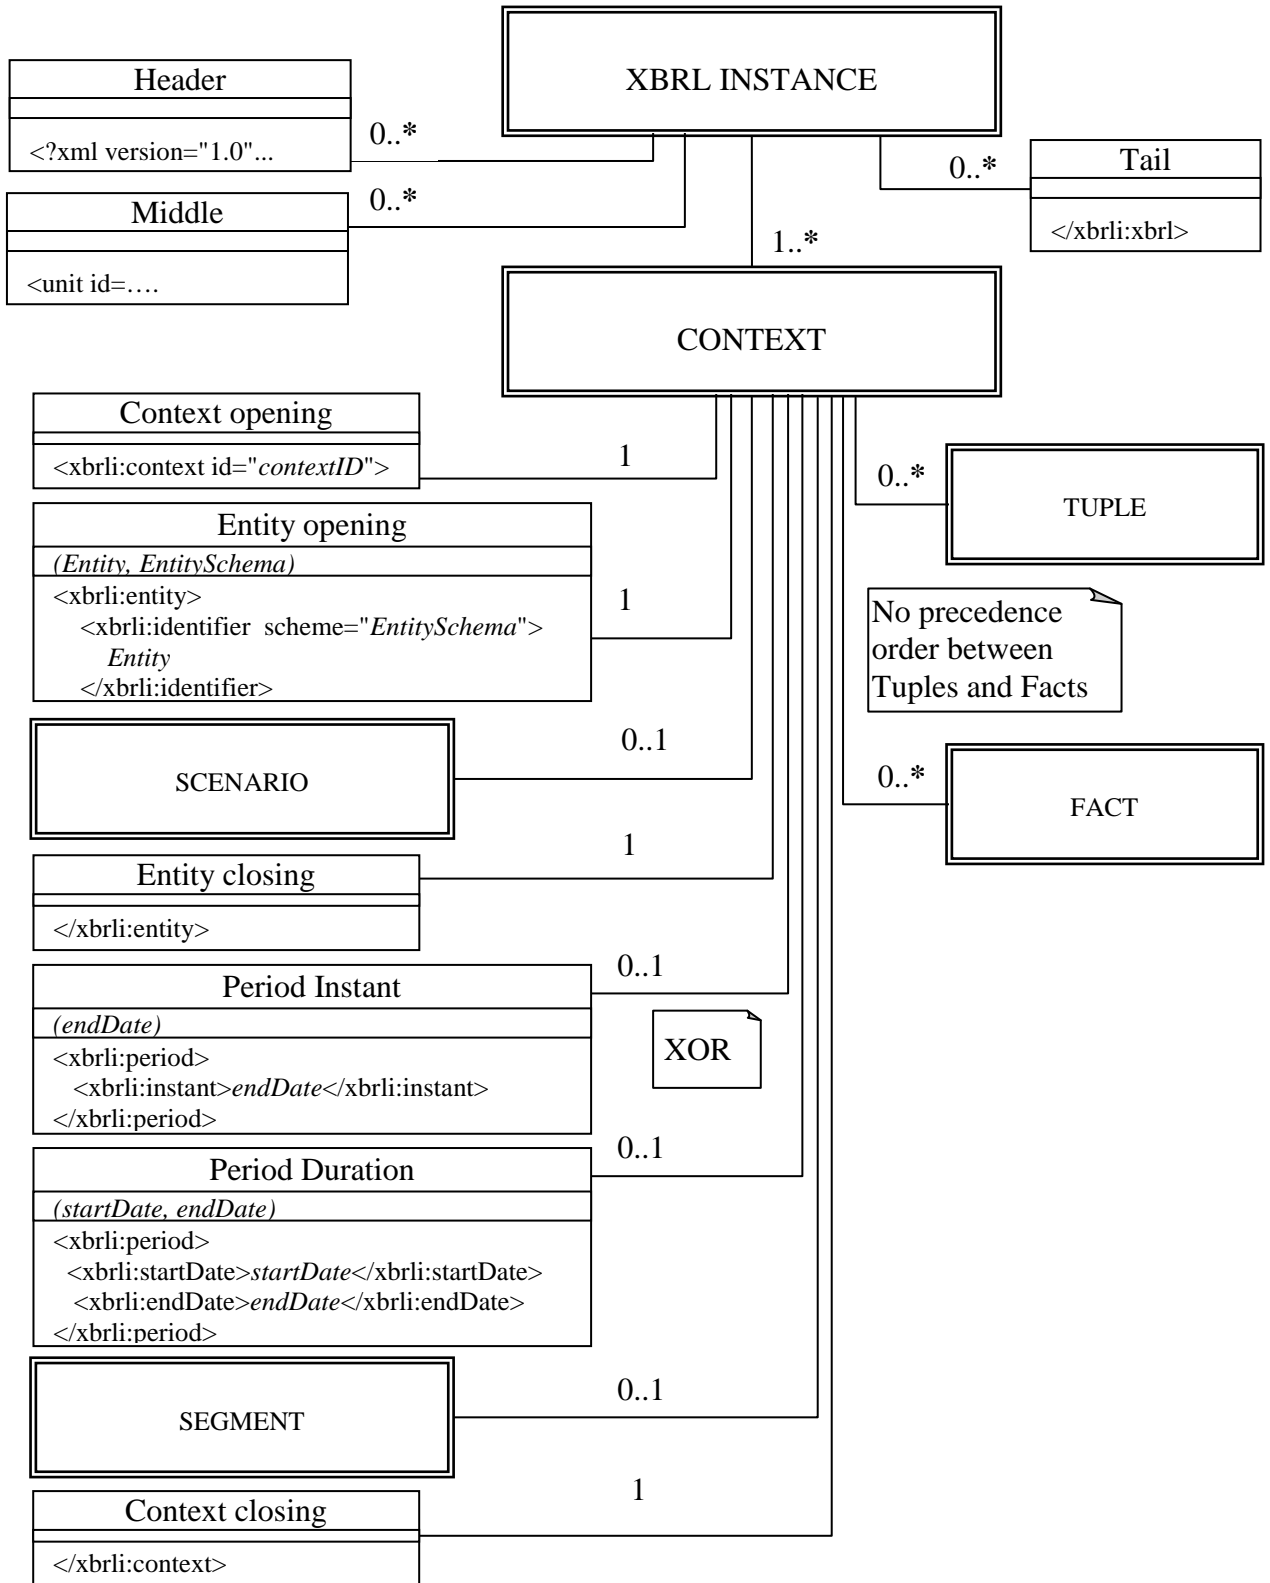 XBRL INSTANCE
Header
<?xml version="1.0"...
0..*
Middle
<unit id=….
0..*
0..*
Tail
</xbrli:xbrl>
1..*
CONTEXT
Context opening
<xbrli:context id="contextID">
1
Entity opening
(Entity, EntitySchema)
<xbrli:entity>
<xbrli:identifier scheme="EntitySchema">
Entity
</xbrli:identifier>
1
0..*
TUPLE
No precedence
order between
Tuples and Facts
SCENARIO
0..1
0..*
FACT
Entity closing
</xbrli:entity>
1
Period Instant
(endDate)
<xbrli:period>
<xbrli:instant>endDate</xbrli:instant>
</xbrli:period>
0..1
XOR
Period Duration
(startDate, endDate)
<xbrli:period>
<xbrli:startDate>startDate</xbrli:startDate>
<xbrli:endDate>endDate</xbrli:endDate>
</xbrli:period>
0..1
SEGMENT
0..1
Context closing
</xbrli:context>
1